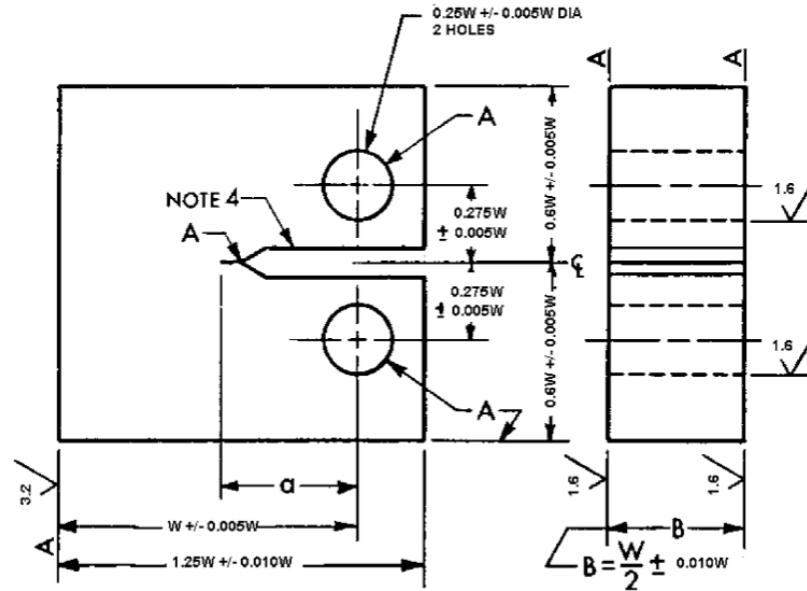 0.25W +/- 0.005W DIA
2 HOLES
A
A
A
NOTE 4
A
0.275W
± 0.005W
0.6W +/- 0.005W
1.6
℄
0.275W
± 0.005W
0.6W +/- 0.005W
1.6
A
3.2
a
1.6
1.6
W +/- 0.005W
B
A
1.25W +/- 0.010W
B = W/2 ± 0.010W